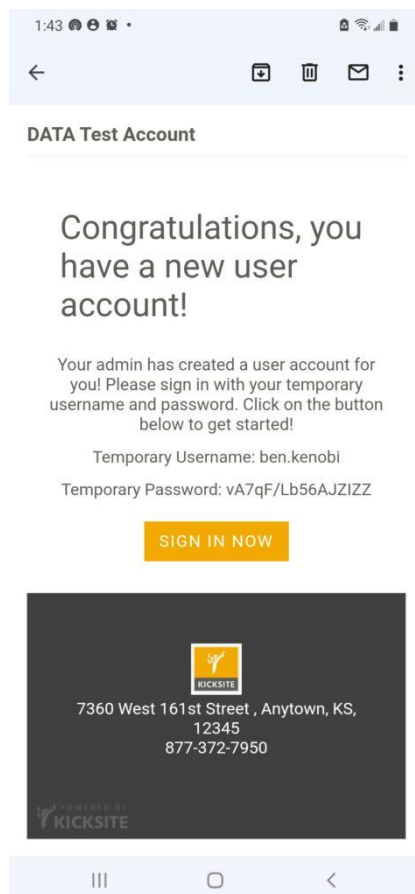 1:43
DATA Test Account
Congratulations, you
have a new user
account!
Your admin has created a user account for
you! Please sign in with your temporary
username and password. Click on the button
below to get started!
Temporary Username: ben.kenobi
Temporary Password: vA7qF/Lb56AJZIZZ
SIGN IN NOW
KICKSITE
7360 West 161st Street , Anytown, KS,
12345
877-372-7950
POWERED BY
KICKSITE